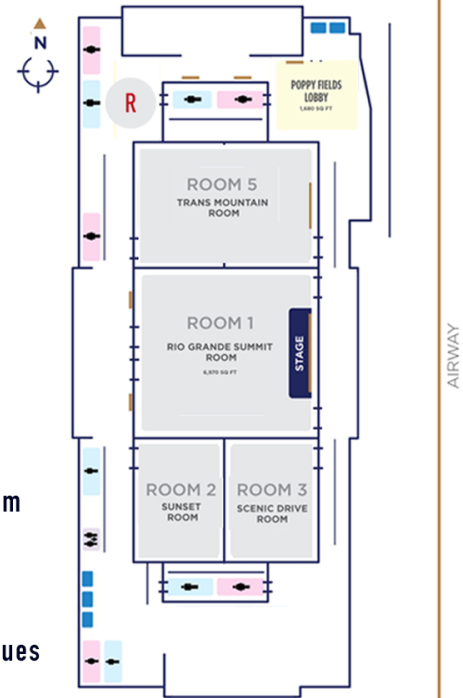 N
R
POPPY FIELDS
LOBBY
1,680 SQ FT
ROOM 5
TRANS MOUNTAIN
ROOM
ROOM 1
RIO GRANDE SUMMIT
ROOM
6,970 SQ FT
STAGE
AIRWAY
ROOM 2
SUNSET
ROOM
ROOM 3
SCENIC DRIVE
ROOM
m
ues